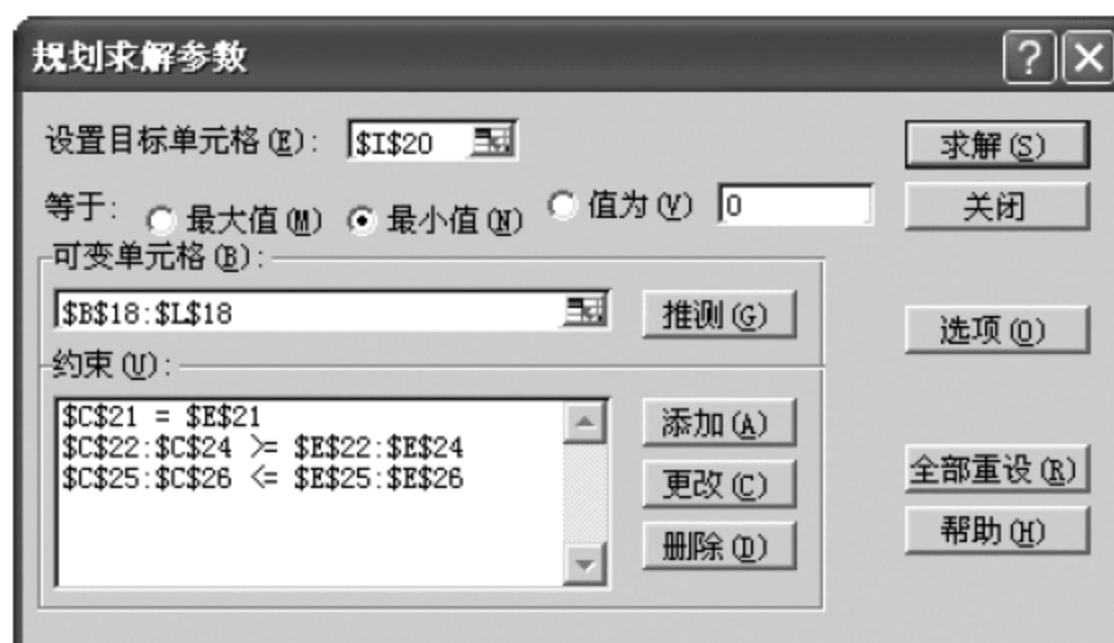 规划求解参数
设置目标单元格(E): $I$20 求解(S)
等于: 最大值(M) 最小值(N) 值为(V) 0 关闭
可变单元格(B):
$B$18:$L$18 推测(G) 选项(O)
约束(U):
$C$21 = $E$21 添加(A)
$C$22:$C$24 >= $E$22:$E$24
$C$25:$C$26 <= $E$25:$E$26
更改(C) 全部重设(R)
删除(D) 帮助(H)